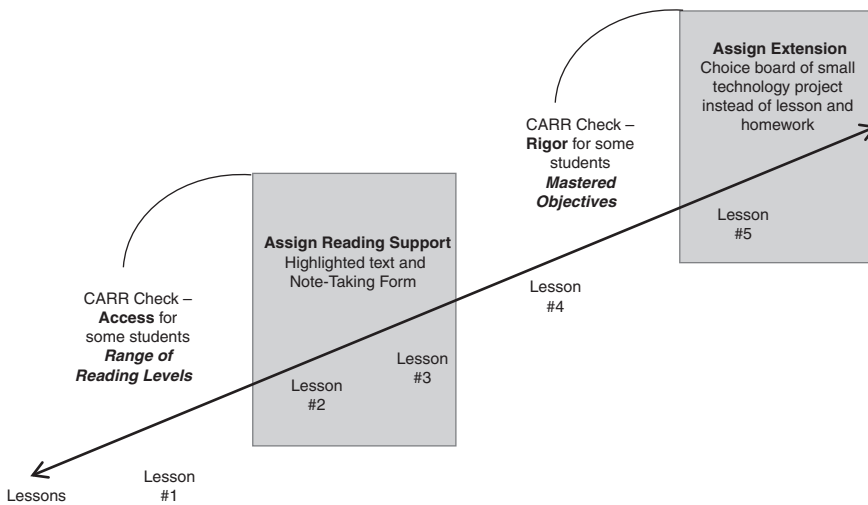 Assign Extension
Choice board of small
technology project
instead of lesson and
homework
CARR Check –
Rigor for some
students
Mastered
Objectives
Lesson
#5
Assign Reading Support
Highlighted text and
Note-Taking Form
Lesson
#4
CARR Check –
Access for
some students
Range of
Reading Levels
Lesson
#3
Lesson
#2
Lesson
#1
Lessons